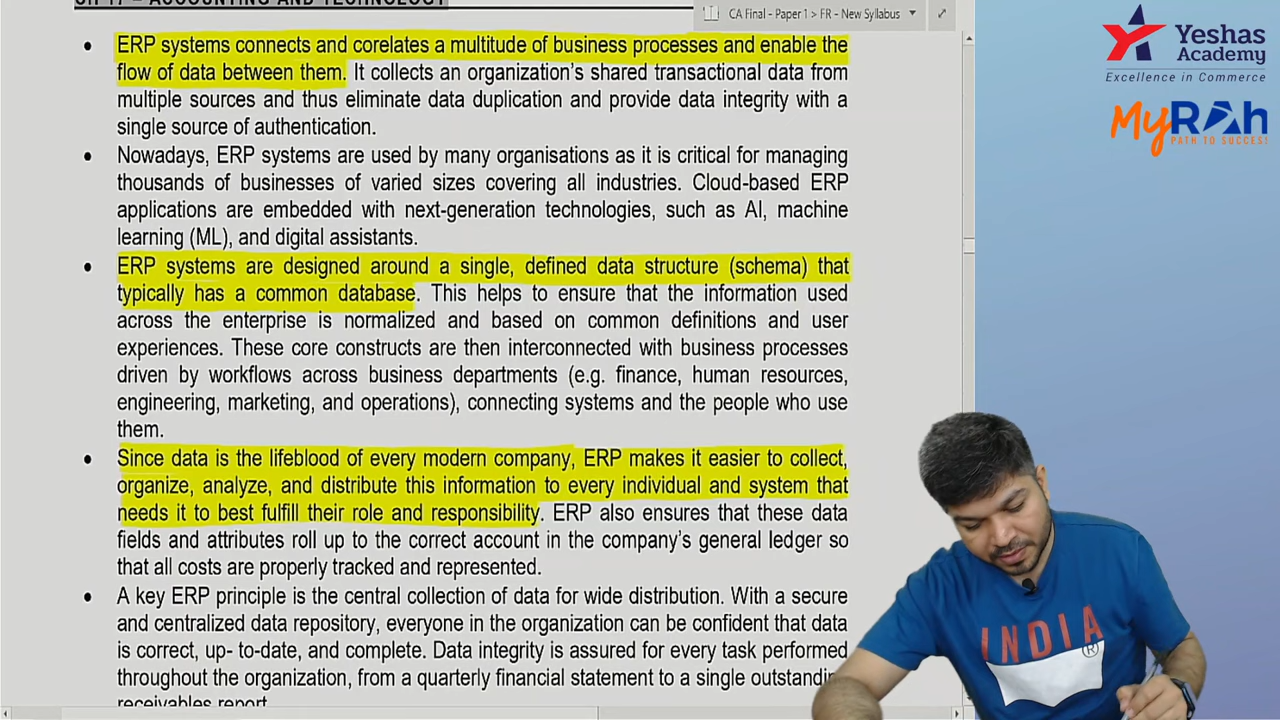 CH 17 – ACCOUNTING AND TECHNOLOGY
CA Final - Paper 1 > FR - New Syllabus
• ERP systems connects and corelates a multitude of business processes and enable the
flow of data between them. It collects an organization's shared transactional data from
multiple sources and thus eliminate data duplication and provide data integrity with a
single source of authentication.
• Nowadays, ERP systems are used by many organisations as it is critical for managing
thousands of businesses of varied sizes covering all industries. Cloud-based ERP
applications are embedded with next-generation technologies, such as AI, machine
learning (ML), and digital assistants.
• ERP systems are designed around a single, defined data structure (schema) that
typically has a common database. This helps to ensure that the information used
across the enterprise is normalized and based on common definitions and user
experiences. These core constructs are then interconnected with business processes
driven by workflows across business departments (e.g. finance, human resources,
engineering, marketing, and operations), connecting systems and the people who use
them.
• Since data is the lifeblood of every modern company, ERP makes it easier to collect,
organize, analyze, and distribute this information to every individual and system that
needs it to best fulfill their role and responsibility. ERP also ensures that these data
fields and attributes roll up to the correct account in the company's general ledger so
that all costs are properly tracked and represented.
• A key ERP principle is the central collection of data for wide distribution. With a secure
and centralized data repository, everyone in the organization can be confident that data
is correct, up- to-date, and complete. Data integrity is assured for every task performed
throughout the organization, from a quarterly financial statement to a single outstandin
receivables report
Yeshas
Academy
Excellence in Commerce
MyRAh
PATH TO SUCCESS
INDIA